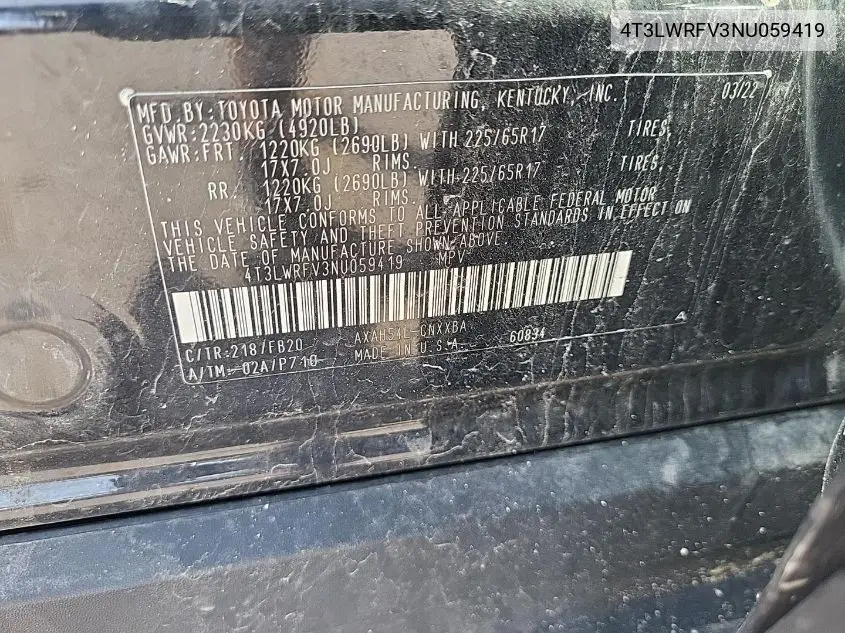 4T3LWRFV3NU059419
MFD.BY:TOYOTA MOTOR MANUFACTURING, KENTUCKY, INC. 03/22
GVWR:2230KG (4920LB)
GAWR:FRT. 1220KG (2690LB) WITH 225/65R17 TIRES,
17X7.0J RIMS.
RR. 1220KG (2690LB) WITH 225/65R17 TIRES,
17X7.0J RIMS.
THIS VEHICLE CONFORMS TO ALL APPLICABLE FEDERAL MOTOR
VEHICLE SAFETY AND THEFT PREVENTION STANDARDS IN EFFECT ON
THE DATE OF MANUFACTURE SHOWN ABOVE.
4T3LWRFV3NU059419 MPV
C/TR:218/FB20 AXAH54L-CNXXBA 60834 A
A/TM:-02A/P710 MADE IN U.S.A